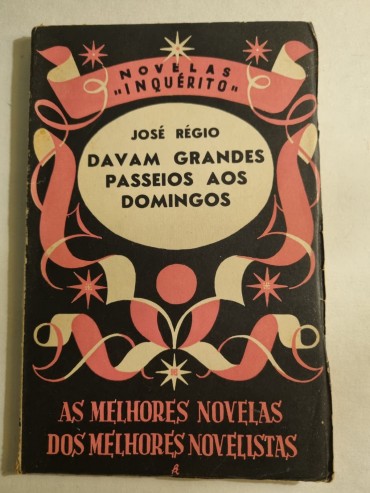 NOVELAS
„INQUÉRITO“
JOSÉ RÉGIO
DAVAM GRANDES
PASSEIOS AOS
DOMINGOS
AS MELHORES NOVELAS
DOS MELHORES NOVELISTAS